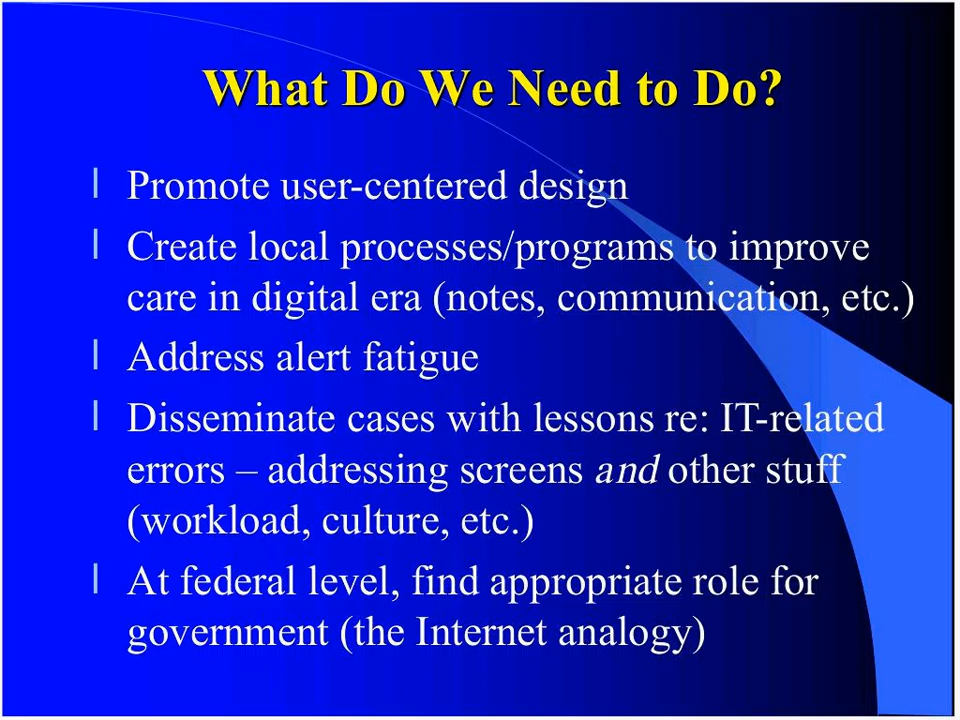 What Do We Need to Do?
l Promote user-centered design
l Create local processes/programs to improve
care in digital era (notes, communication, etc.)
l Address alert fatigue
l Disseminate cases with lessons re: IT-related
errors – addressing screens and other stuff
(workload, culture, etc.)
l At federal level, find appropriate role for
government (the Internet analogy)